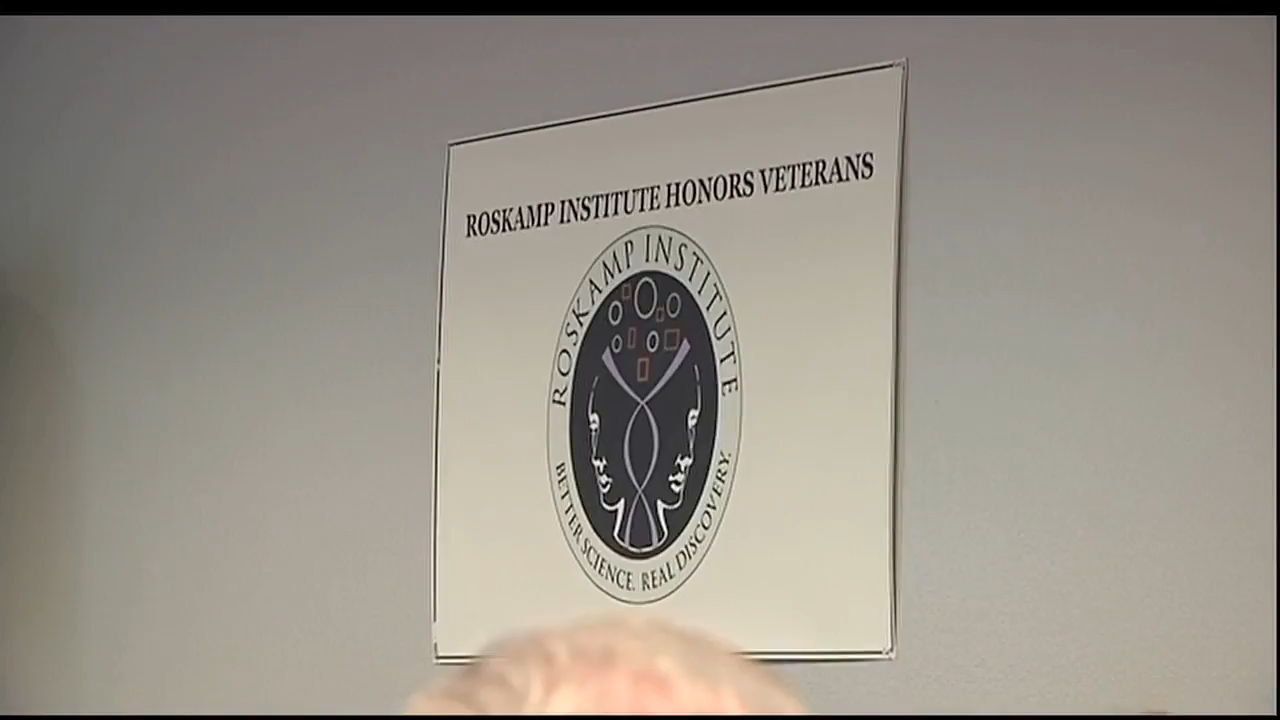 ROSKAMP INSTITUTE HONORS VETERANS
ROSKAMP INSTITUTE
BETTER SCIENCE. REAL DISCOVERY.